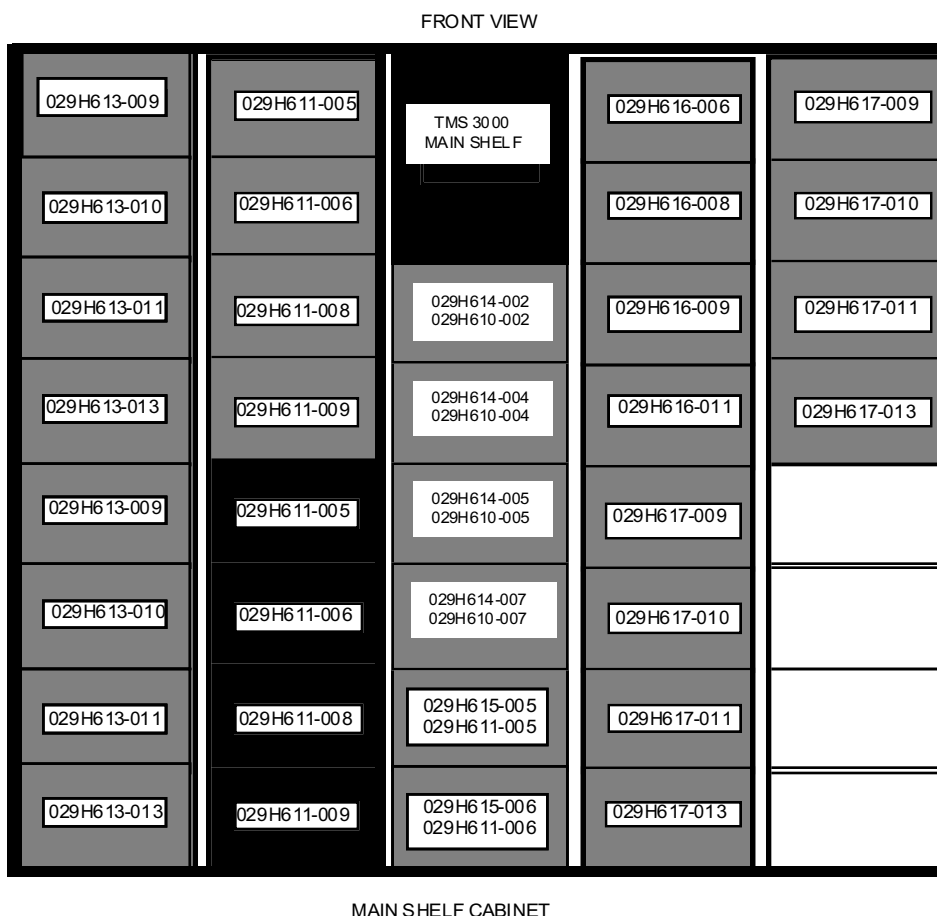 FRONT VIEW
029H613-009
029H613-010
029H613-011
029H613-013
029H613-009
029H613-010
029H613-011
029H613-013
029H611-005
029H611-006
029H611-008
029H611-009
029H611-005
029H611-006
029H611-008
029H611-009
TMS 3000
MAIN SHELF
029H614-002
029H610-002
029H614-004
029H610-004
029H614-005
029H610-005
029H614-007
029H610-007
029H615-005
029H611-005
029H615-006
029H611-006
029H616-006
029H616-008
029H616-009
029H616-011
029H617-009
029H617-010
029H617-011
029H617-013
029H617-009
029H617-010
029H617-011
029H617-013
MAIN SHELF CABINET